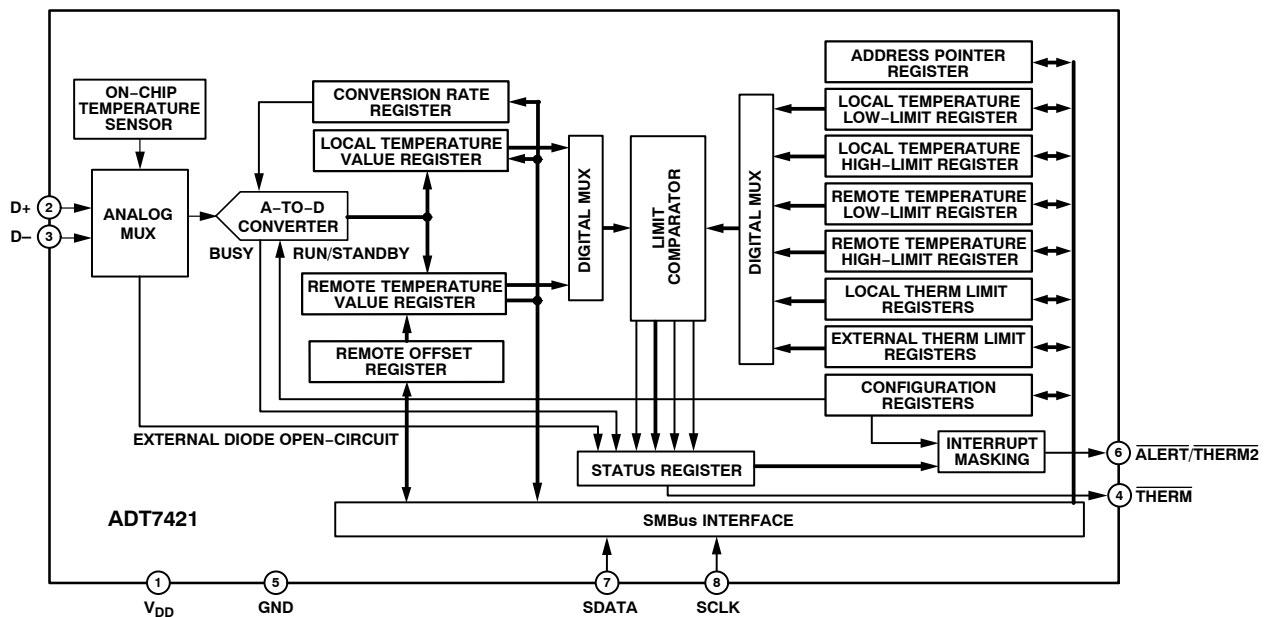 ADDRESS POINTER
REGISTER
ON-CHIP
TEMPERATURE
SENSOR
CONVERSION RATE
REGISTER
LOCAL TEMPERATURE
LOW-LIMIT REGISTER
LOCAL TEMPERATURE
VALUE REGISTER
LOCAL TEMPERATURE
HIGH-LIMIT REGISTER
D+
2
D−
3
ANALOG
MUX
A-TO-D
CONVERTER
BUSY
RUN/STANDBY
DIGITAL MUX
LIMIT
COMPARATOR
DIGITAL MUX
REMOTE TEMPERATURE
LOW-LIMIT REGISTER
REMOTE TEMPERATURE
HIGH-LIMIT REGISTER
REMOTE TEMPERATURE
VALUE REGISTER
LOCAL THERM LIMIT
REGISTERS
REMOTE OFFSET
REGISTER
EXTERNAL THERM LIMIT
REGISTERS
CONFIGURATION
REGISTERS
EXTERNAL DIODE OPEN-CIRCUIT
STATUS REGISTER
INTERRUPT
MASKING
6
ALERT/THERM2
4
THERM
ADT7421
SMBus INTERFACE
1
VDD
5
GND
7
SDATA
8
SCLK